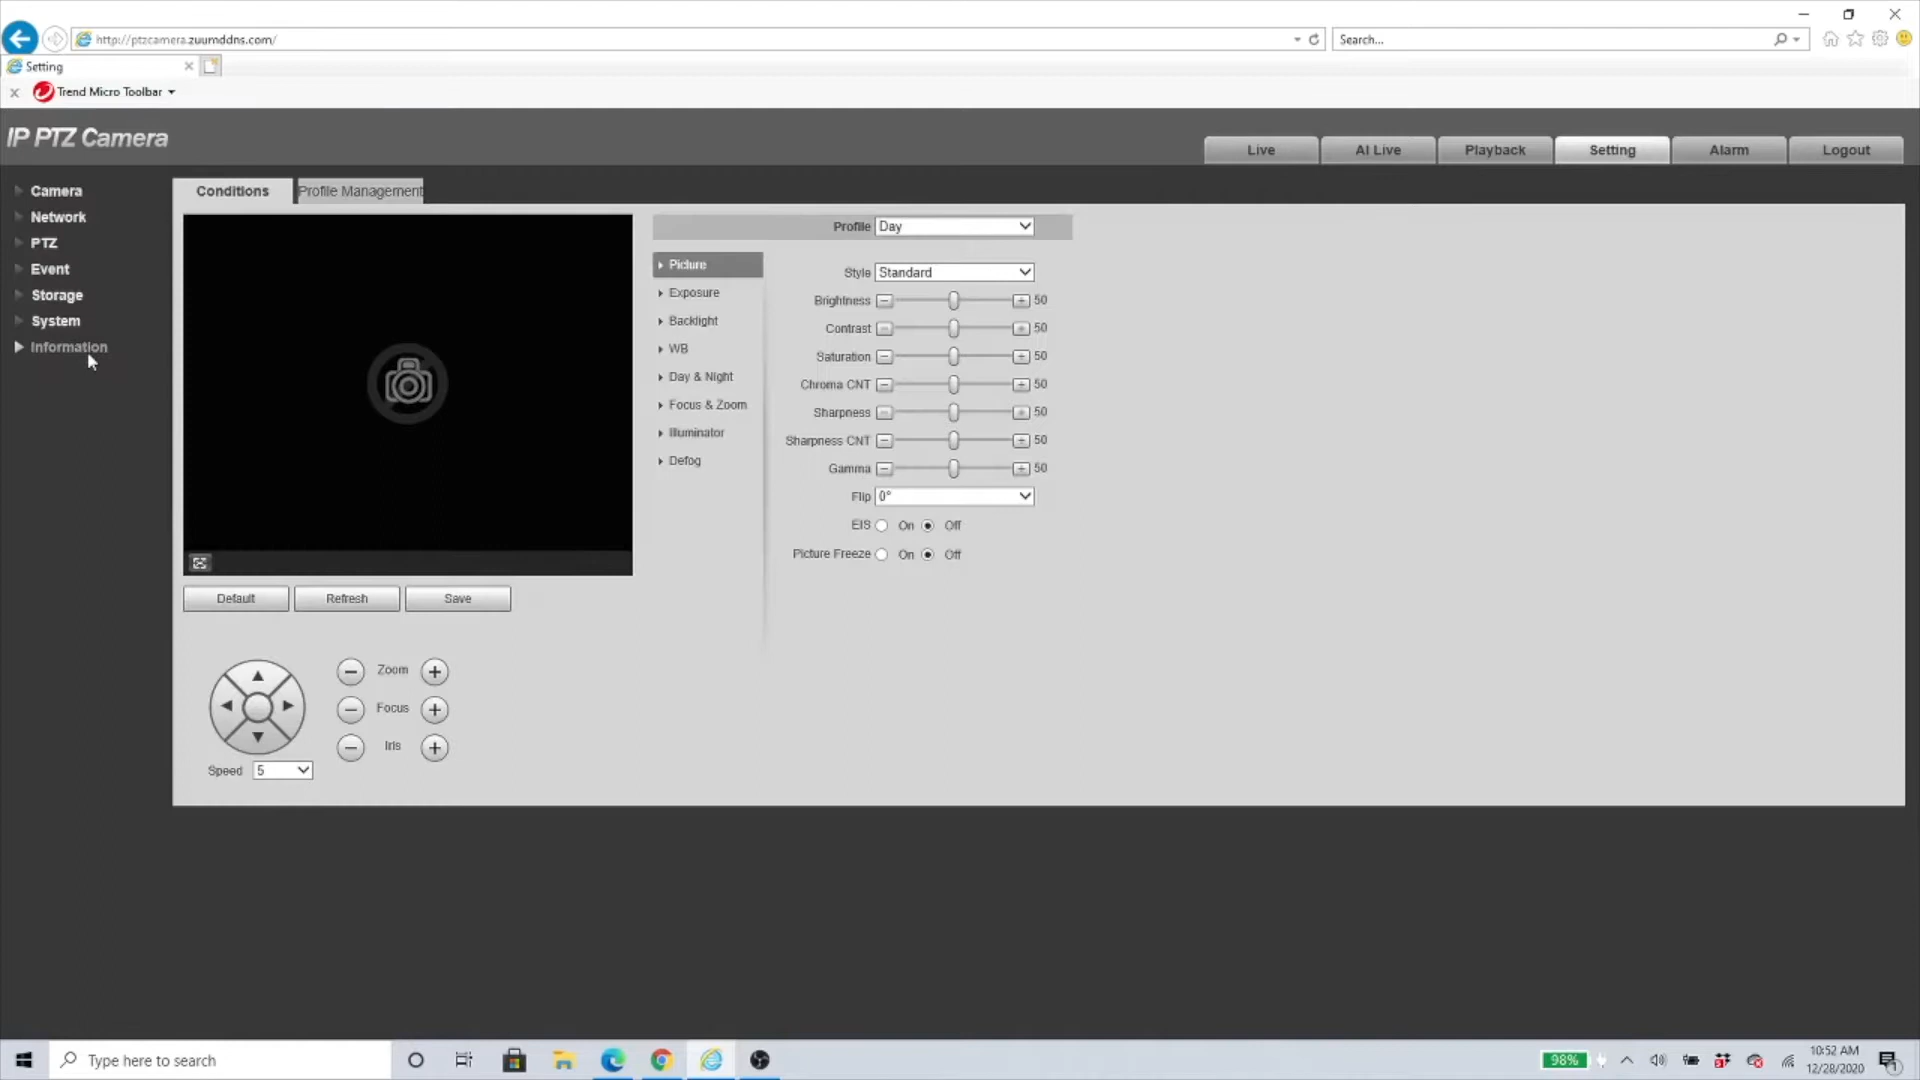 http://ptzcamera.zuumddns.com/
Search...
Setting
Trend Micro Toolbar
IP PTZ Camera
Live
AI Live
Playback
Setting
Alarm
Logout
Camera
Network
PTZ
Event
Storage
System
Information
Conditions
Profile Management
Profile Day
Picture
Exposure
Backlight
WB
Day & Night
Focus & Zoom
Illuminator
Defog
Style Standard
Brightness 50
Contrast 50
Saturation 50
Chroma CNT 50
Sharpness 50
Sharpness CNT 50
Gamma 50
Flip 0°
EIS On Off
Picture Freeze On Off
Default
Refresh
Save
Zoom
Focus
Iris
Speed 5
Type here to search
98%
10:52 AM
12/28/2020